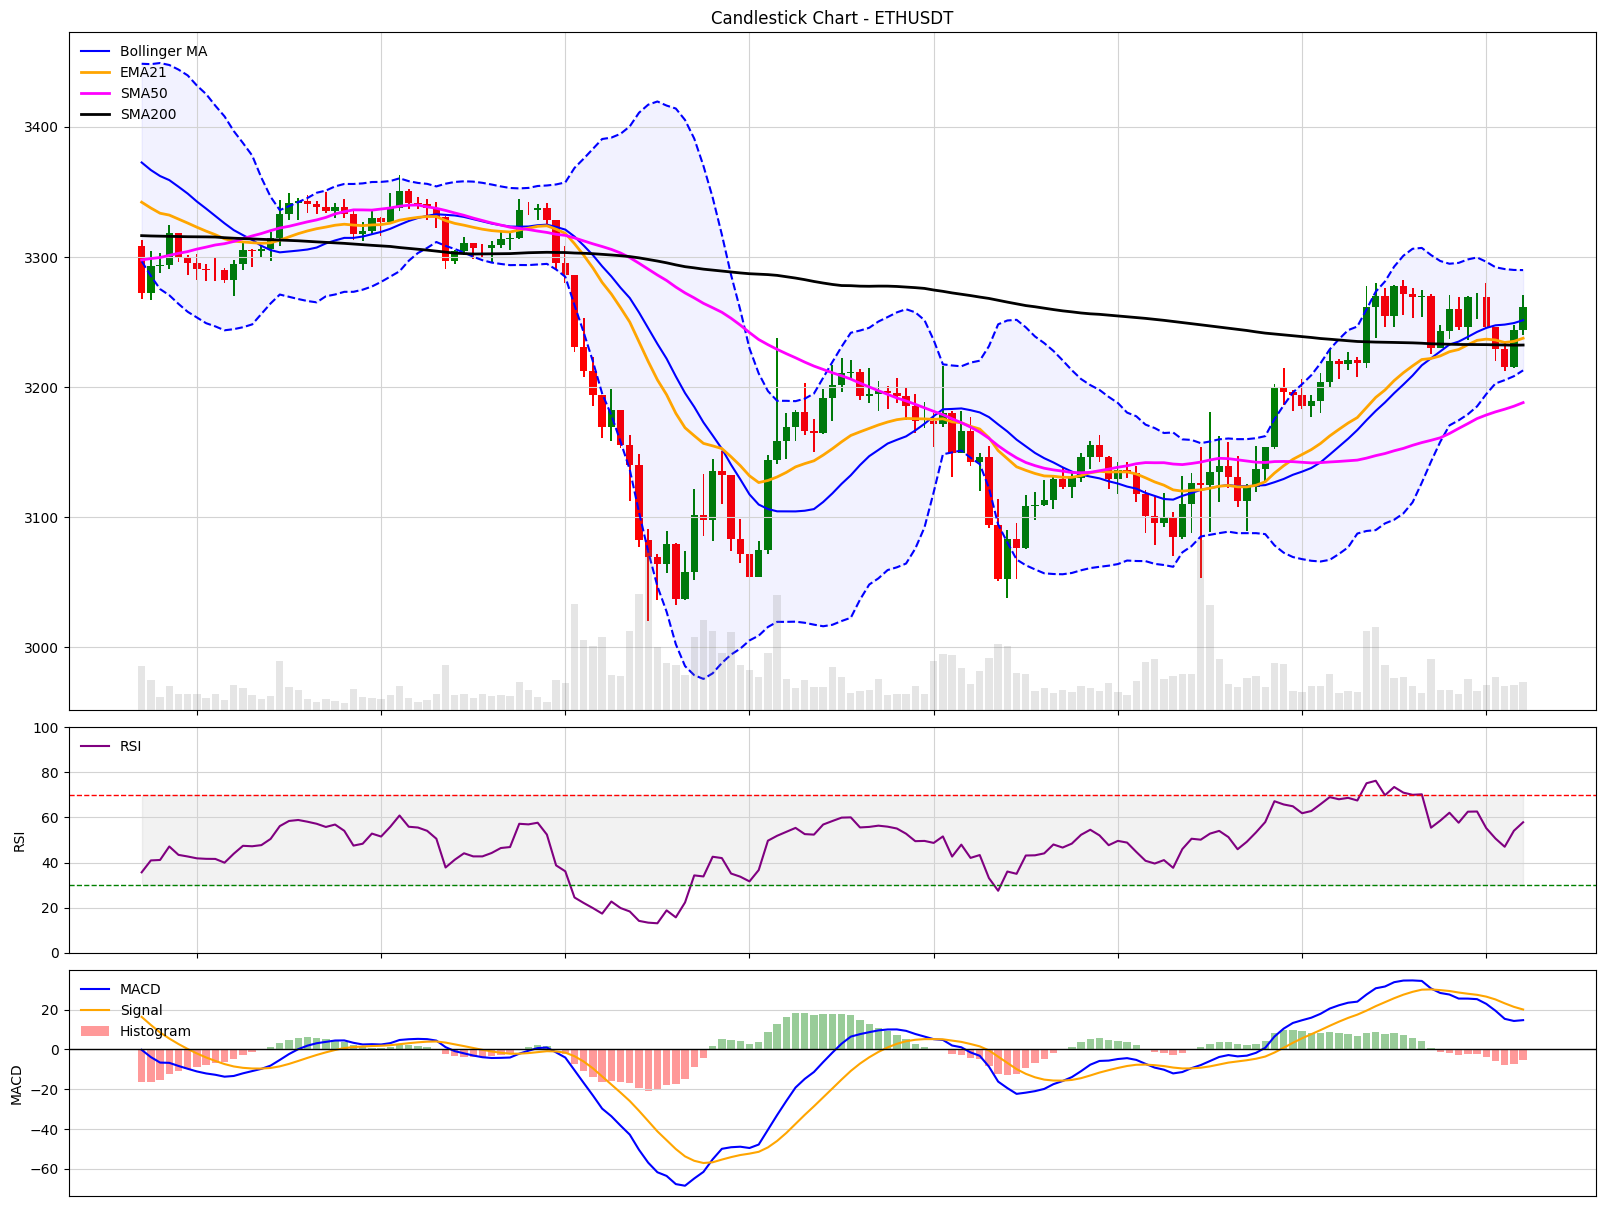 Candlestick Chart - ETHUSDT
Bollinger MA
EMA21
SMA50
SMA200
3400
3300
3200
3100
3000
RSI
100
80
60
40
20
0
RSI
MACD
Signal
Histogram
20
0
−20
−40
−60
MACD